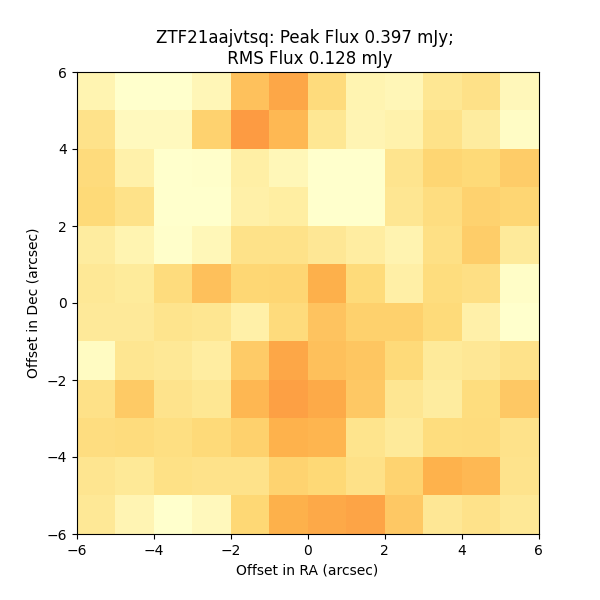 ZTF21aajvtsq: Peak Flux 0.397 mJy;
RMS Flux 0.128 mJy
6
4
2
0
−2
−4
−6
Offset in Dec (arcsec)
−6 −4 −2 0 2 4 6
Offset in RA (arcsec)